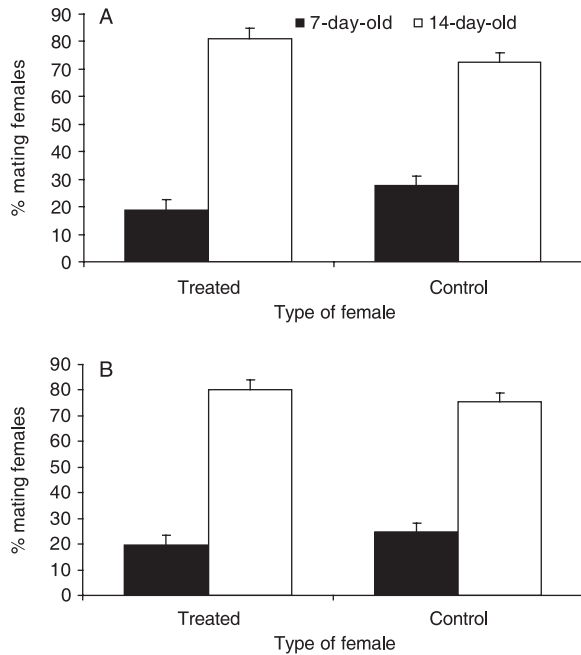 A
7-day-old 14-day-old
90
80
70
60
50
40
30
20
10
0
% mating females
Treated Control
Type of female
B
90
80
70
60
50
40
30
20
10
0
% mating females
Treated Control
Type of female